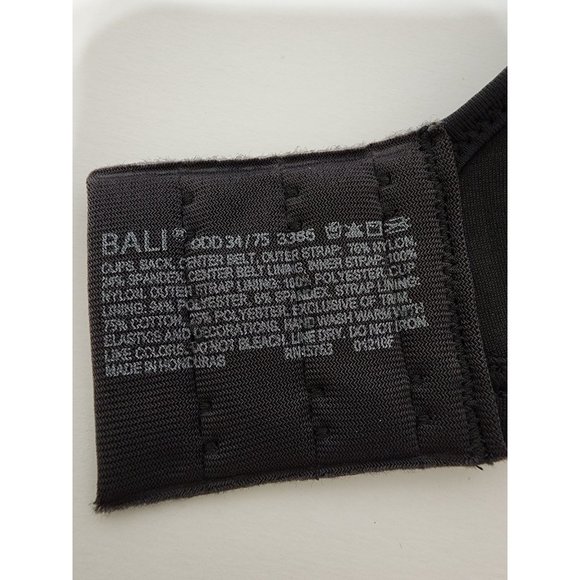 BALI® DDD 34/75 3385
CUPS, BACK, CENTER BELT, OUTER STRAP: 76% NYLON,
24% SPANDEX. CENTER BELT LINING, INNER STRAP: 100%
NYLON. OUTER STRAP LINING: 100% POLYESTER. CUP
LINING: 94% POLYESTER, 6% SPANDEX. STRAP LINING:
75% COTTON, 25% POLYESTER. EXCLUSIVE OF TRIM,
ELASTICS AND DECORATIONS. HAND WASH WARM WITH
LIKE COLORS. DO NOT BLEACH. LINE DRY. DO NOT IRON.
MADE IN HONDURAS RN15763 01216F